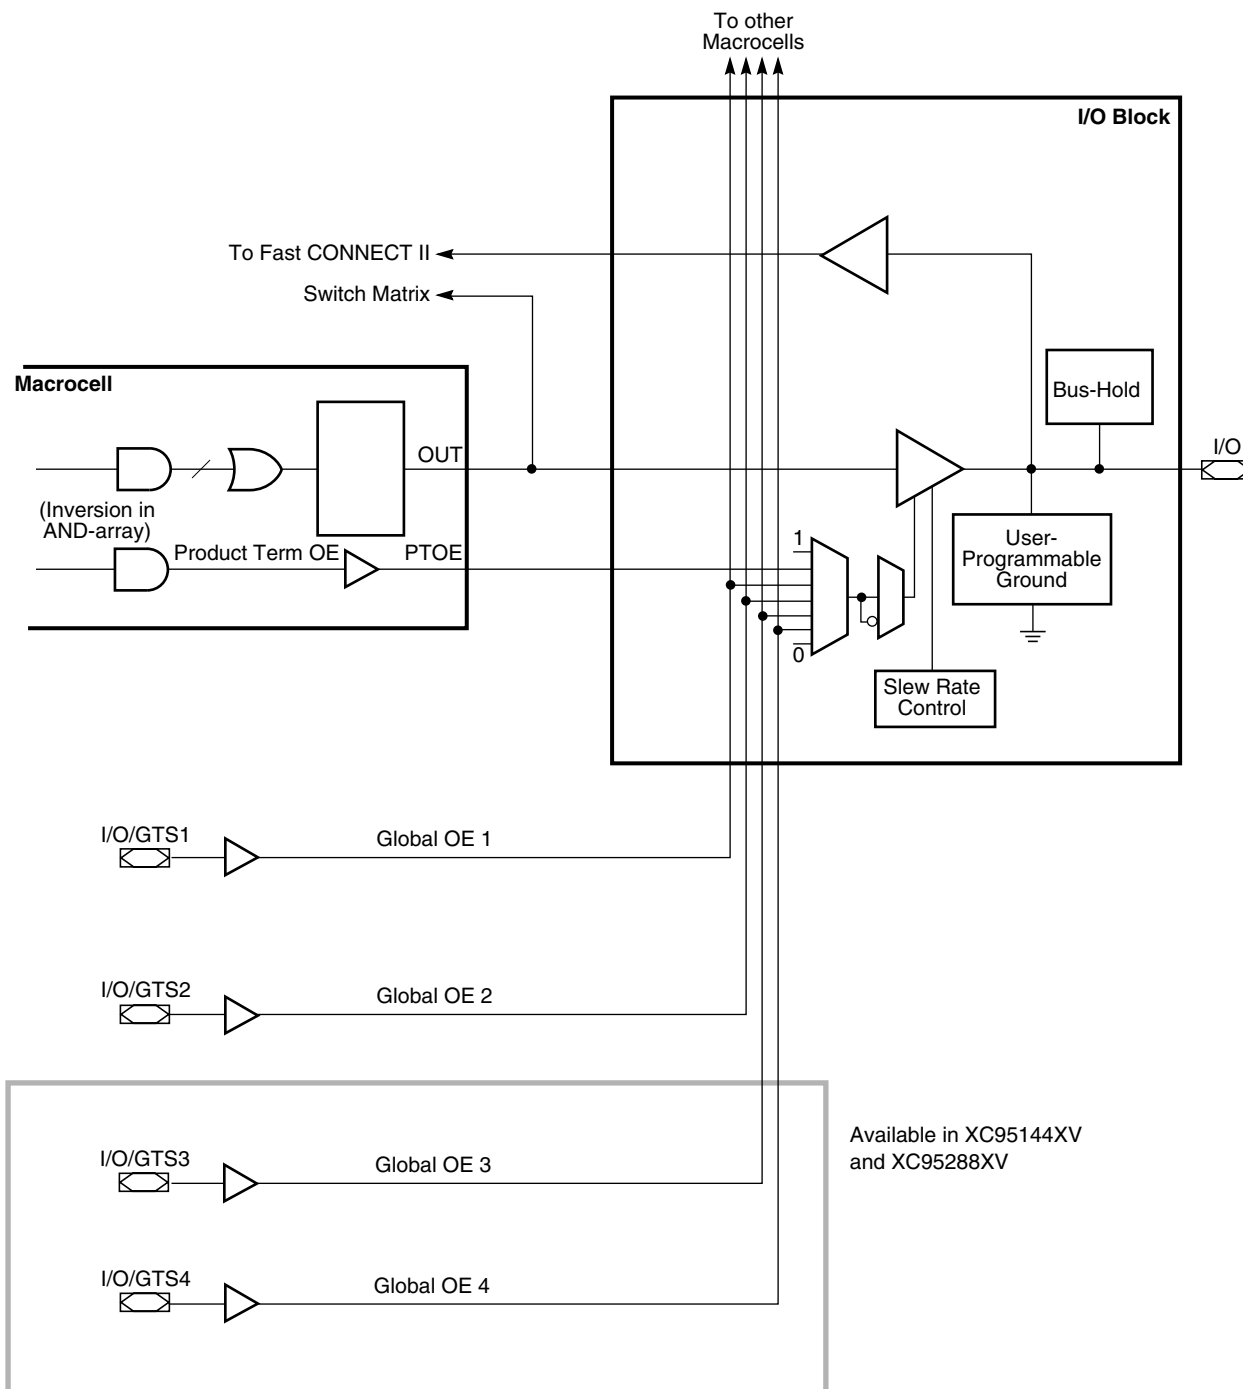 To other
Macrocells
I/O Block
To Fast CONNECT II
Switch Matrix
Macrocell
Bus-Hold
OUT
I/O
(Inversion in
AND-array)
Product Term OE
PTOE
1
User-
Programmable
Ground
0
Slew Rate
Control
I/O/GTS1
Global OE 1
I/O/GTS2
Global OE 2
Available in XC95144XV
and XC95288XV
I/O/GTS3
Global OE 3
I/O/GTS4
Global OE 4